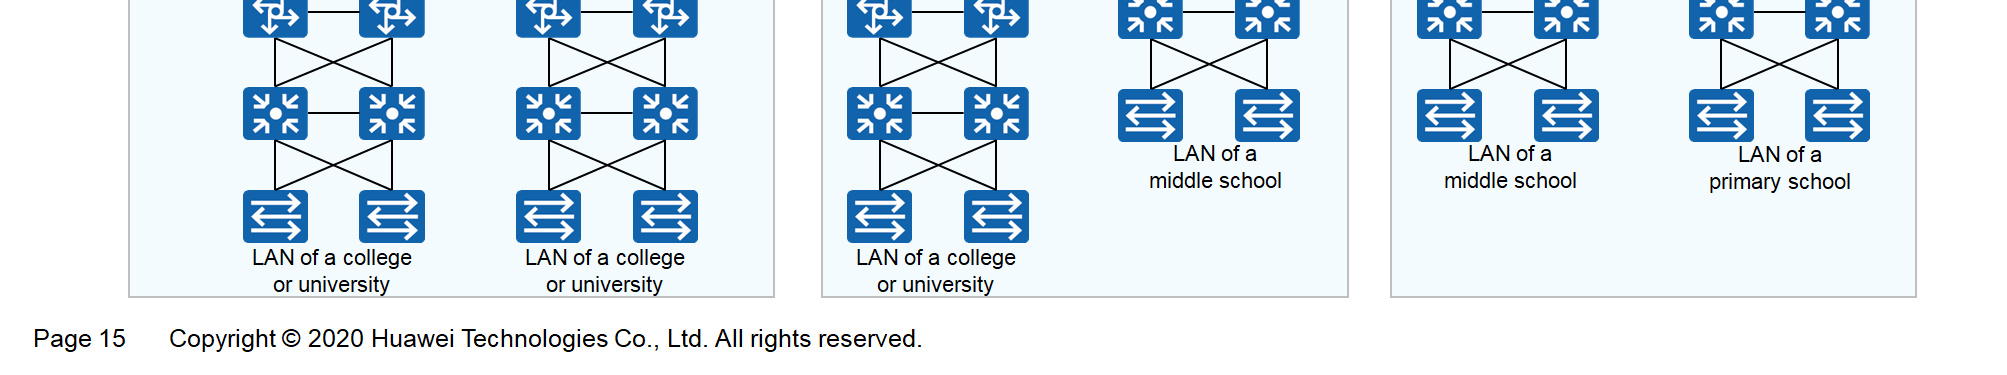 LAN of a
middle school
LAN of a
middle school
LAN of a
primary school
LAN of a college
or university
LAN of a college
or university
LAN of a college
or university
Page 15 Copyright © 2020 Huawei Technologies Co., Ltd. All rights reserved.